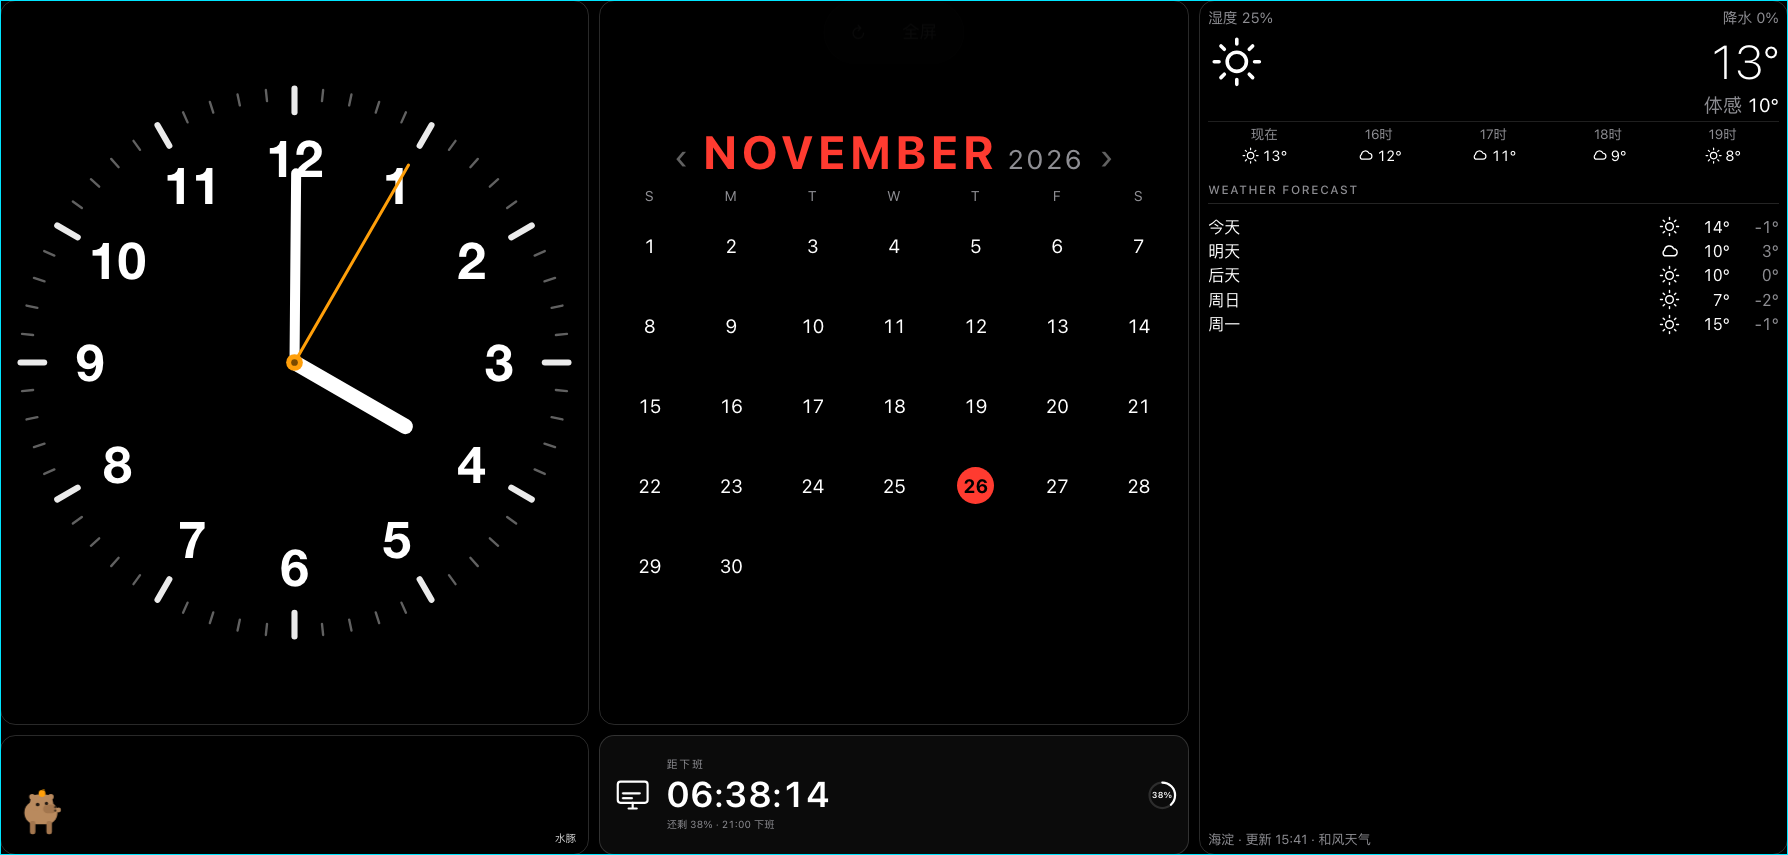 12
1
2
3
4
5
6
7
8
9
10
11
水豚
全屏
‹ NOVEMBER 2026 ›
S M T W T F S
1 2 3 4 5 6 7
8 9 10 11 12 13 14
15 16 17 18 19 20 21
22 23 24 25 26 27 28
29 30
距下班
06:38:14
还剩 38% · 21:00 下班
38%
湿度 25% 降水 0%
13°
体感 10°
现在 16时 17时 18时 19时
13° 12° 11° 9° 8°
WEATHER FORECAST
今天 14° -1°
明天 10° 3°
后天 10° 0°
周日 7° -2°
周一 15° -1°
海淀 · 更新 15:41 · 和风天气